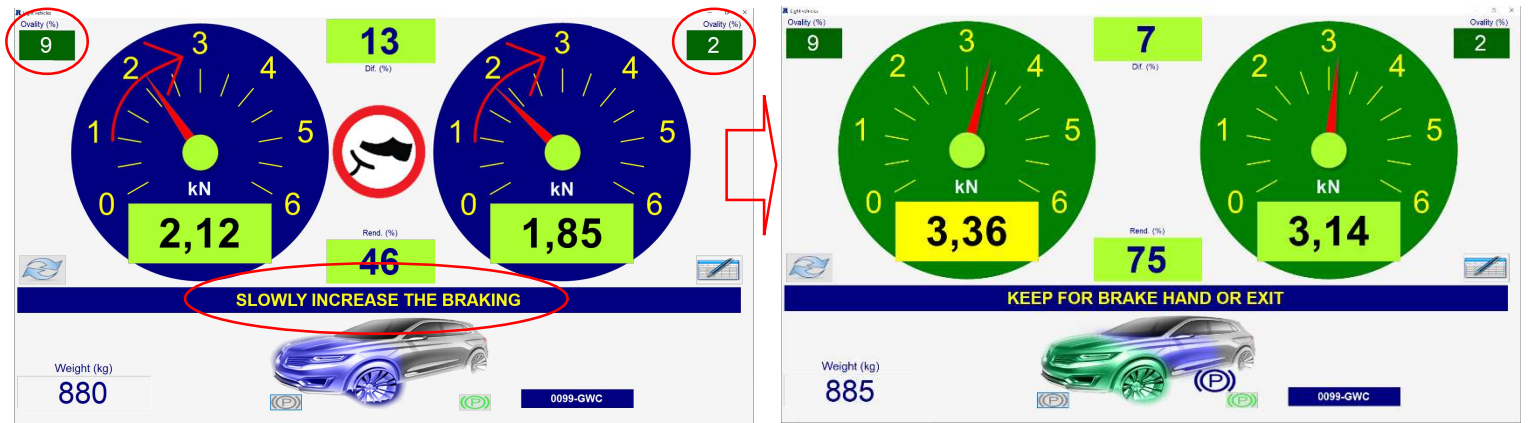 Light vehicles
Ovality (%)
9
13
Dif. (%)
Ovality (%)
2
0 1 2 3 4 5 6
kN
2,12
0 1 2 3 4 5 6
kN
1,85
Rend. (%)
46
SLOWLY INCREASE THE BRAKING
Weight (kg)
880
(P)
(P)
0099-GWC
Light vehicles
Ovality (%)
9
7
Dif. (%)
Ovality (%)
2
0 1 2 3 4 5 6
kN
3,36
0 1 2 3 4 5 6
kN
3,14
Rend. (%)
75
KEEP FOR BRAKE HAND OR EXIT
Weight (kg)
885
(P)
(P)
(P)
0099-GWC